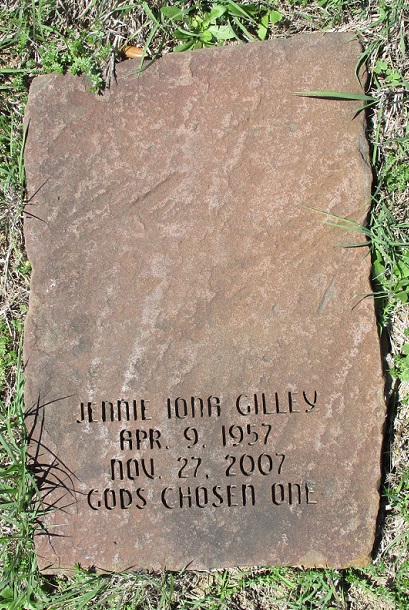 JENNIE IONA GILLEY
APR. 9. 1957
NOV. 27, 2007
GODS CHOSEN ONE